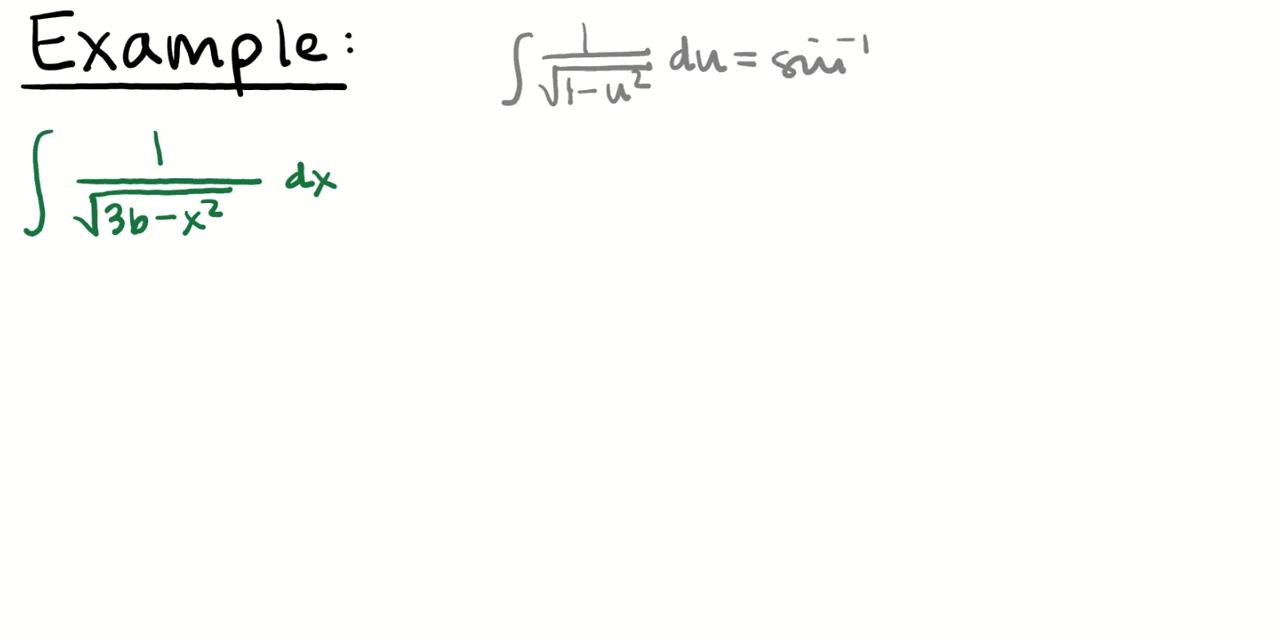 Example:
∫ 1/√(1-u²) du = sin⁻¹
∫ 1/√(36-x²) dx